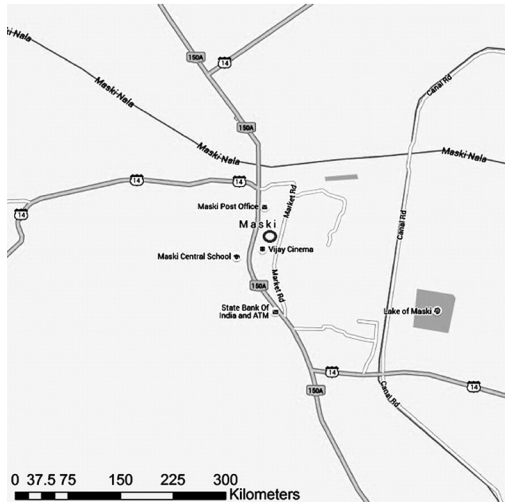 150A
14
Maski-Nala
Maski-Nala
Canal Rd
150A
Maski-Nala
Maski-Nala
14
14
14
Market Rd
Maski Post Office
Maski
Canal Rd
Vijay Cinema
Maski Central School
Market Rd
150A
State Bank Of
India and ATM
Lake of Maski
14
14
150A
Canal Rd
0 37.5 75 150 225 300
Kilometers